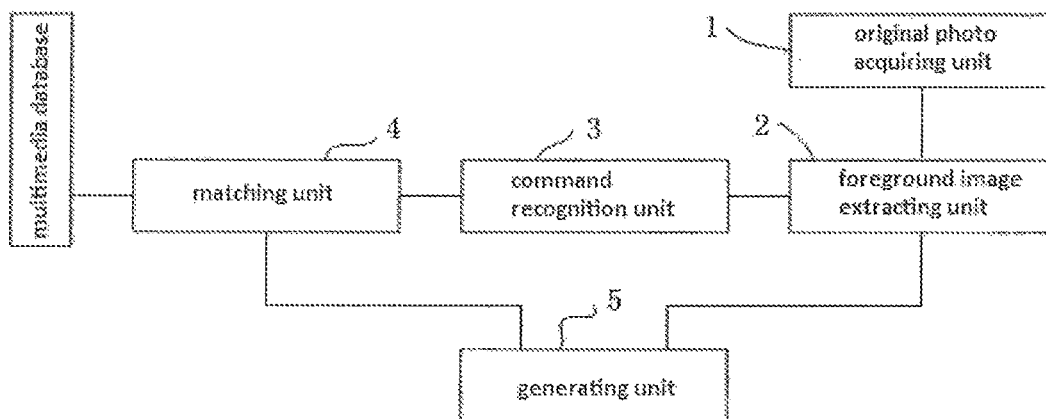 multimedia database
1
original photo
acquiring unit
4
matching unit
3
command
recognition unit
2
foreground image
extracting unit
5
generating unit